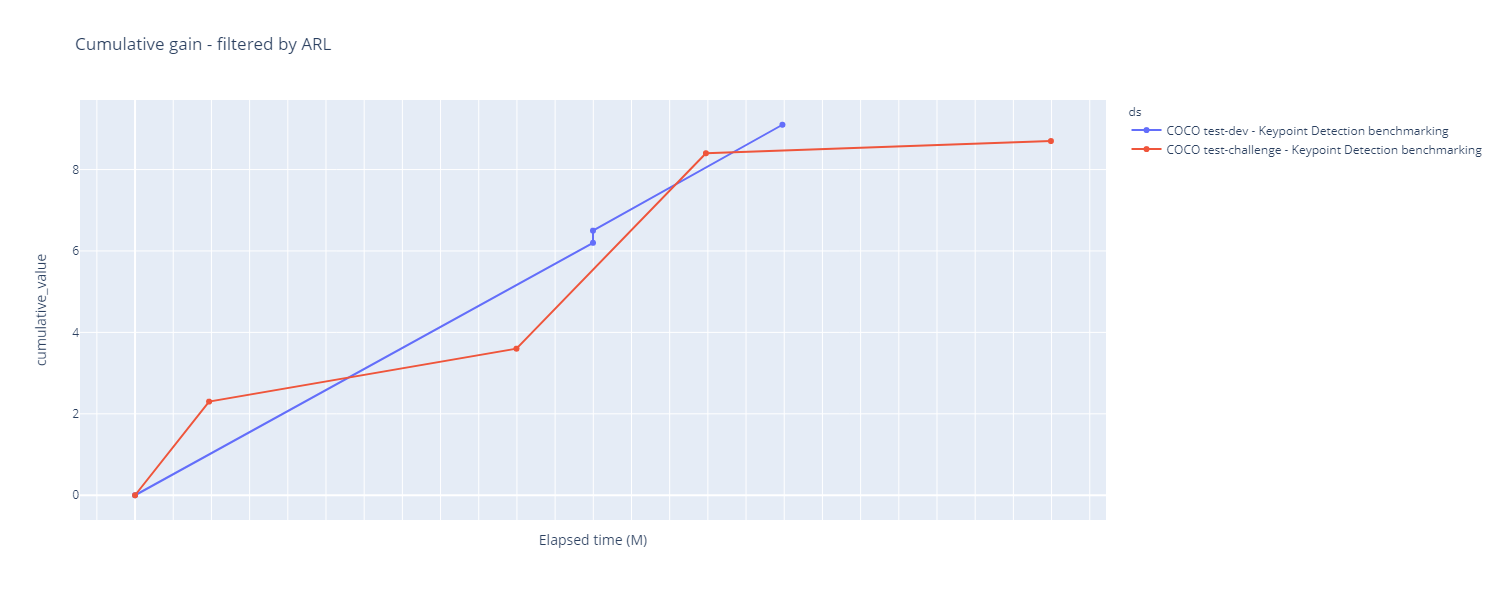 Cumulative gain - filtered by ARL
ds
COCO test-dev - Keypoint Detection benchmarking
COCO test-challenge - Keypoint Detection benchmarking
8
6
4
2
0
cumulative_value
Elapsed time (M)